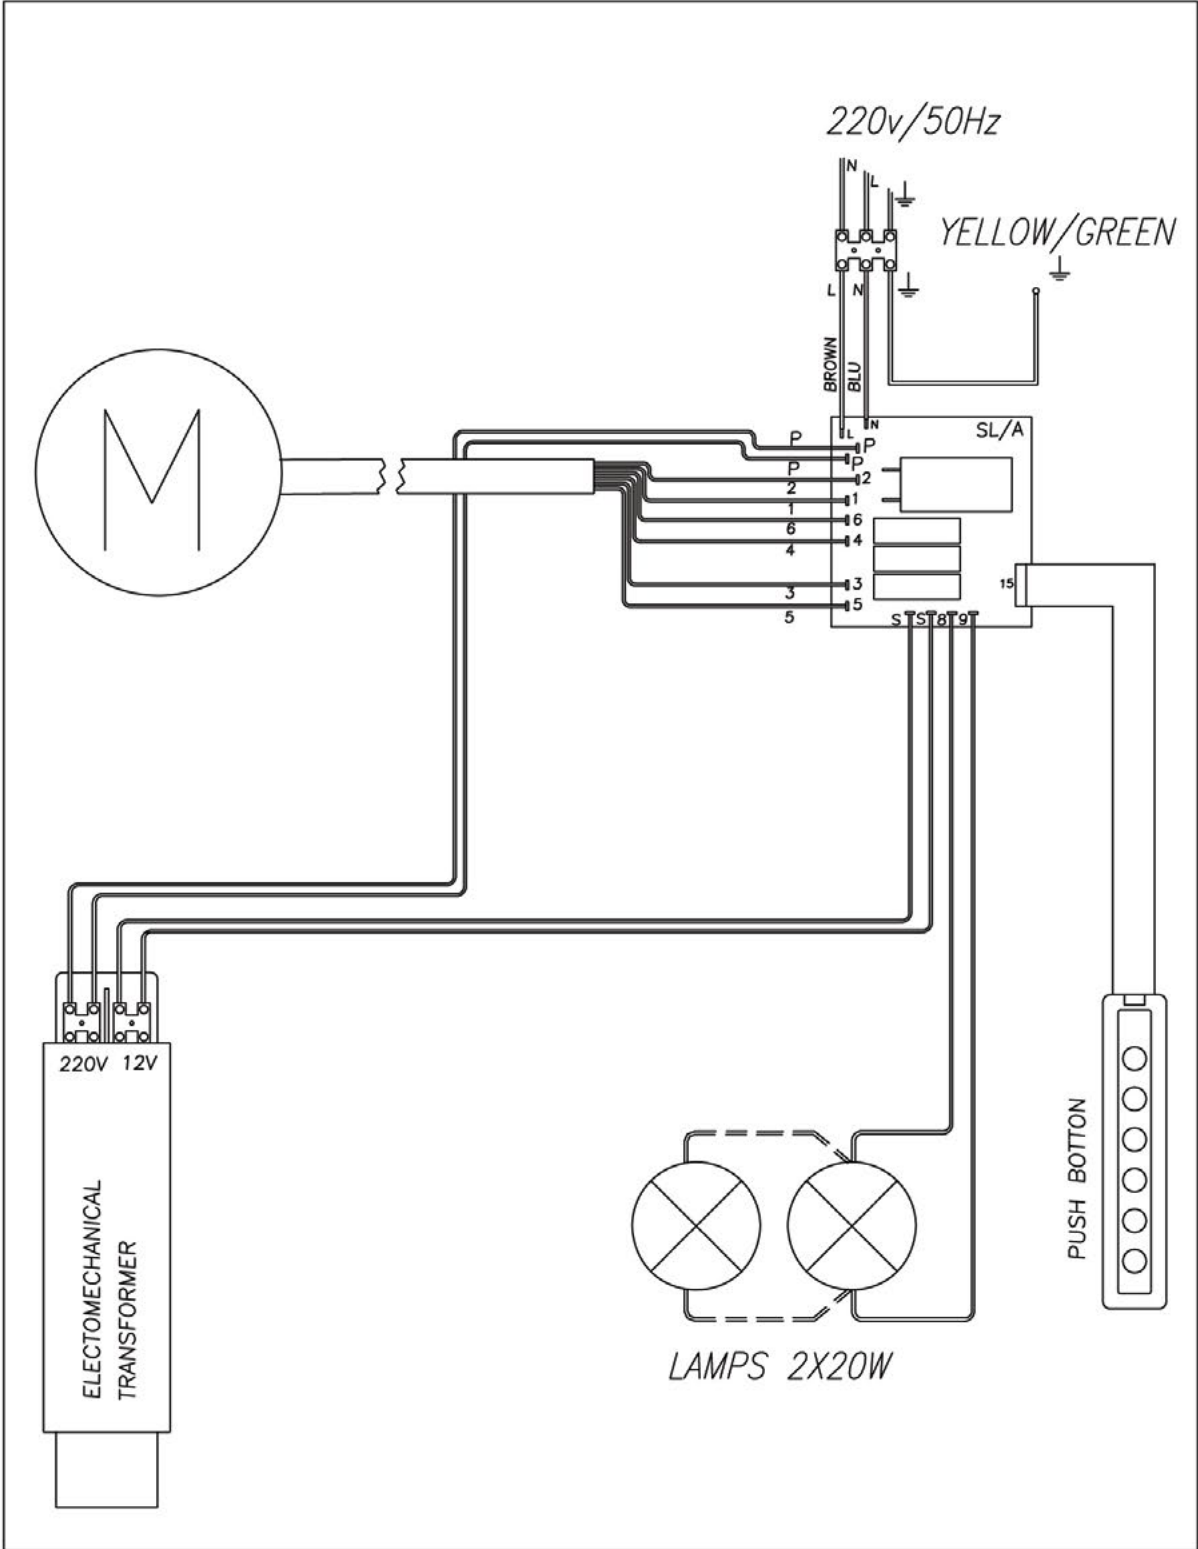 220v/50Hz
N
L
YELLOW/GREEN
L
N
BROWN
BLU
L
N
SL/A
P
P
P
P
2
2
1
1
6
6
4
4
3
3
5
5
15
S
S
8
9
M
220V
12V
ELECTOMECHANICAL
TRANSFORMER
PUSH BOTTON
LAMPS 2X20W